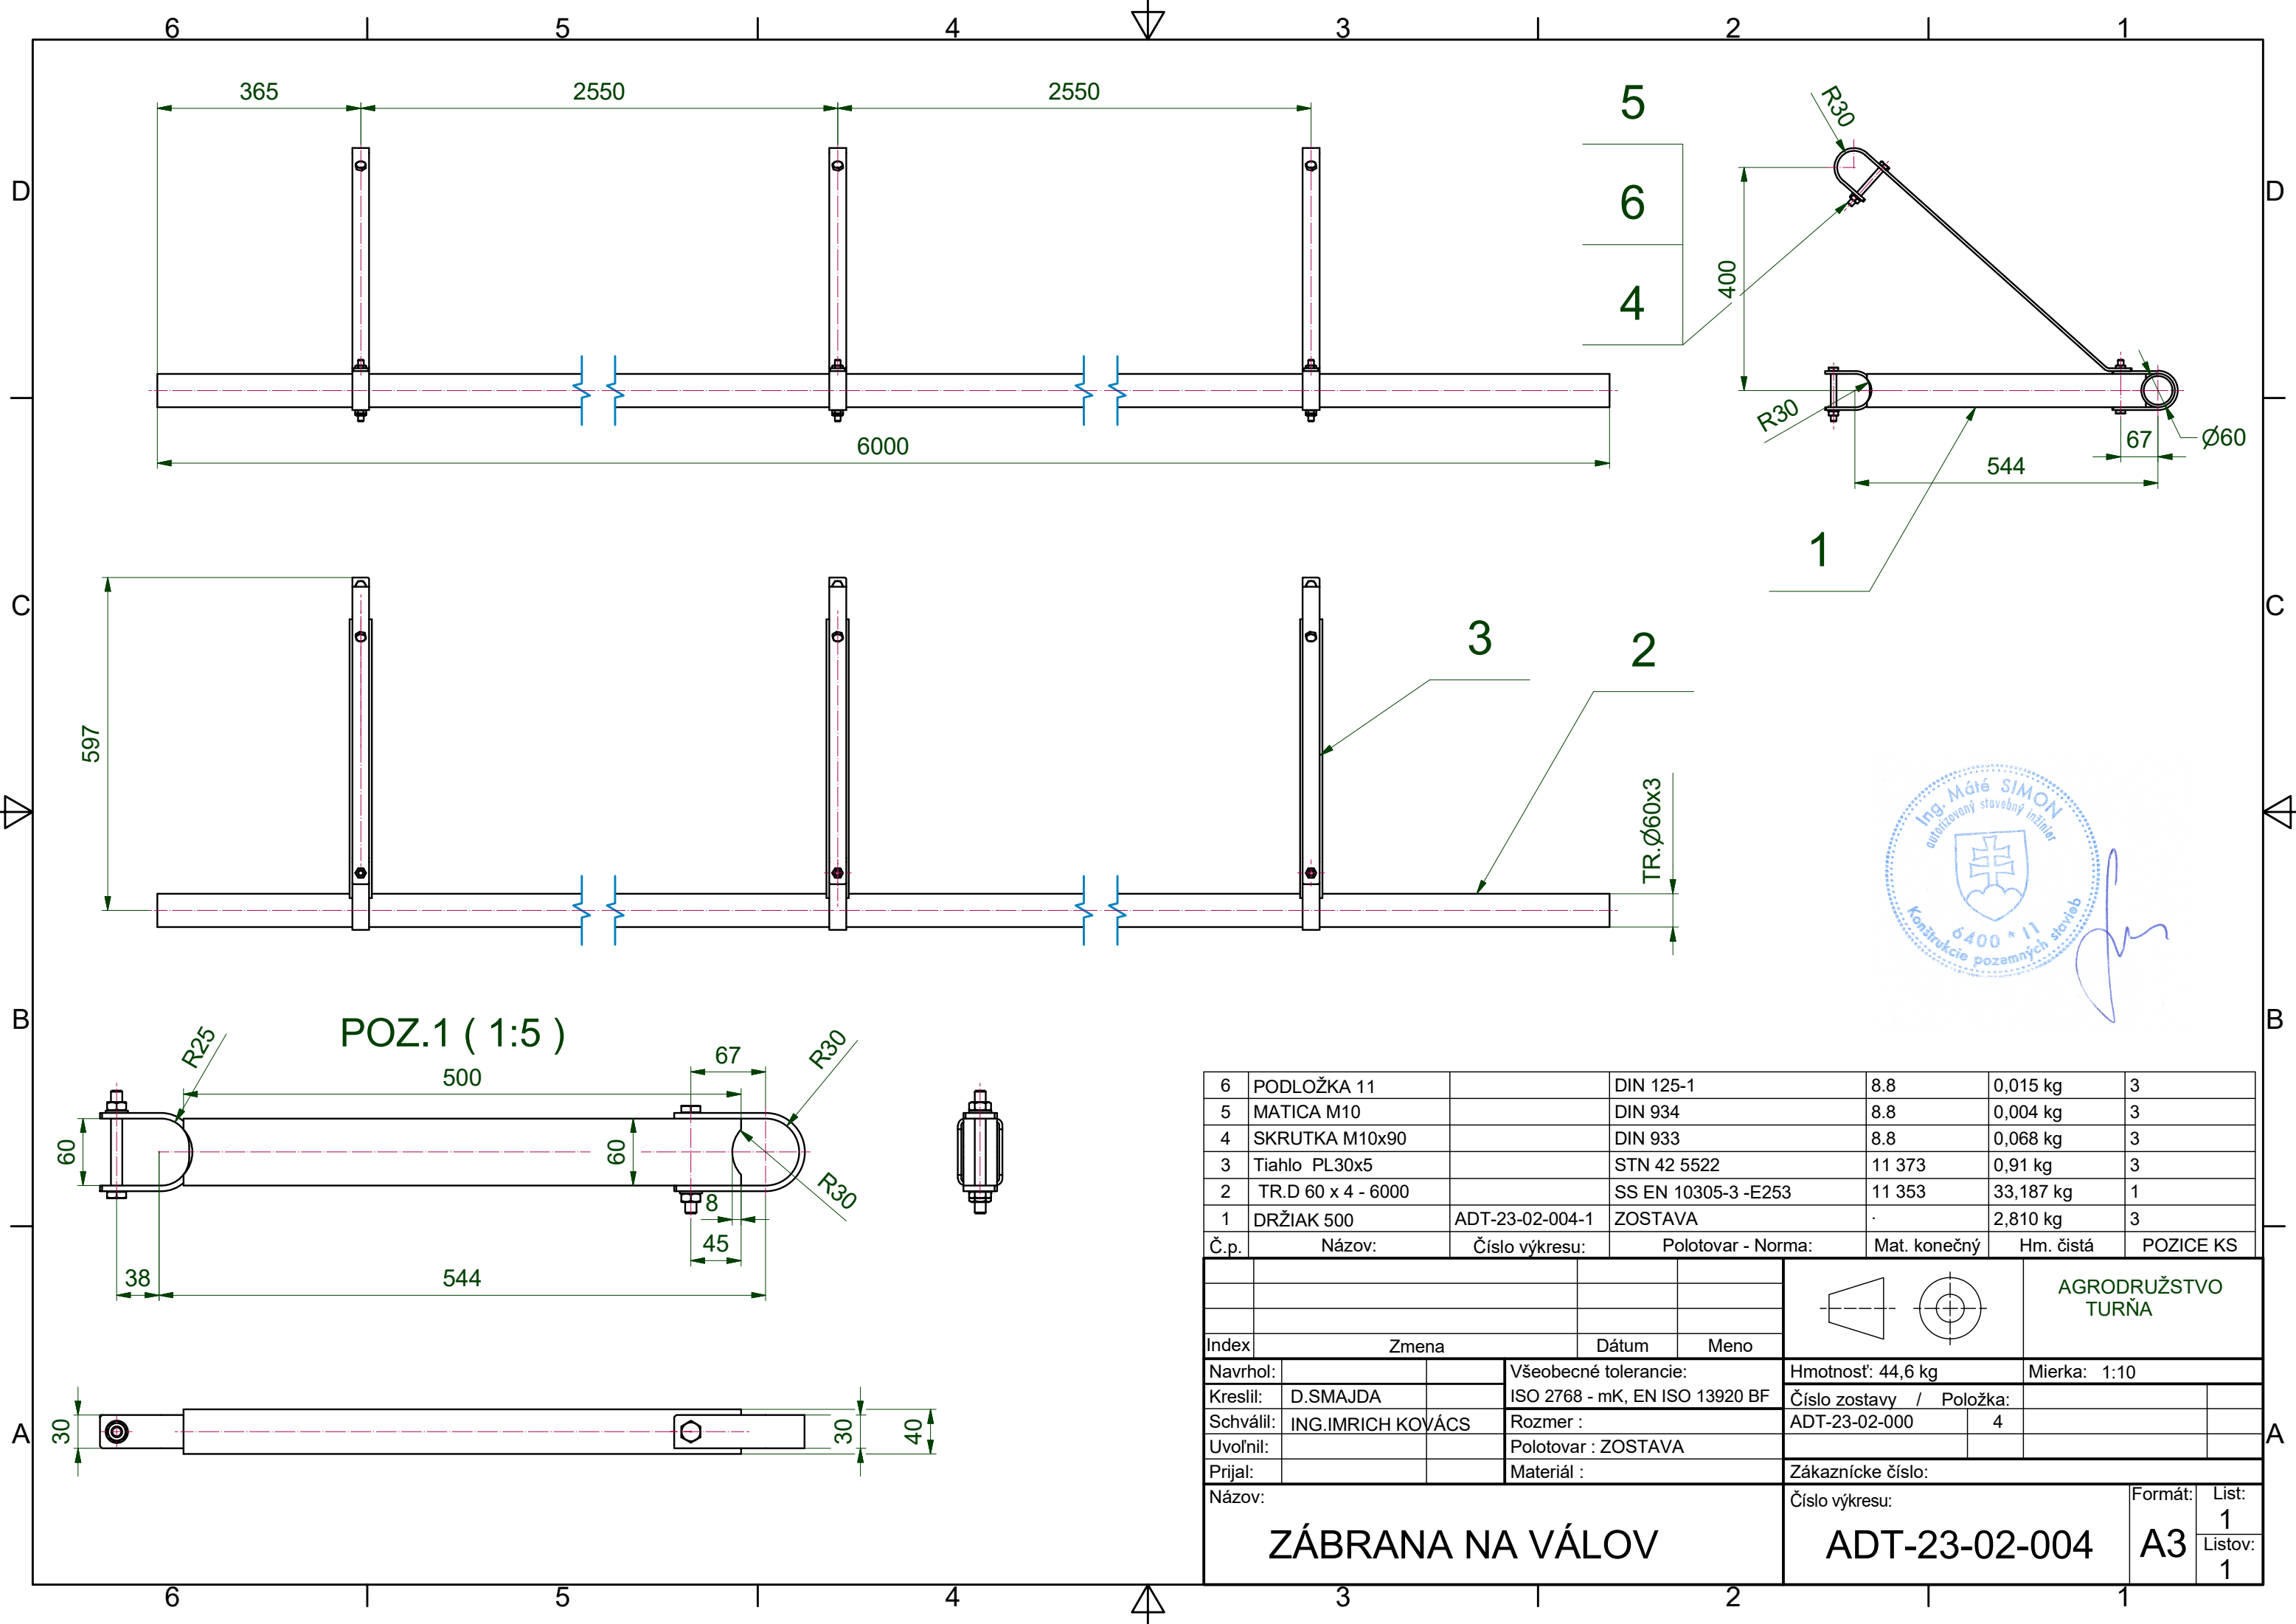 6 5 4 3 2 1
365 2550 2550
5
R30
D D
6
400
4
R30
67 Ø60
6000
544
1
C C
3
2
597
TR.Ø60x3
Ing. Máté SIMON
autorizovaný stavebný inžinier
6400 * 11
Konštrukcie pozemných stavieb
B B
POZ.1 ( 1:5 )
R25
500
67
R30
60
60
R30
8
45
38 544
30
30
40
A A
6 PODLOŽKA 11 DIN 125-1 8.8 0,015 kg 3
5 MATICA M10 DIN 934 8.8 0,004 kg 3
4 SKRUTKA M10x90 DIN 933 8.8 0,068 kg 3
3 Tiahlo PL30x5 STN 42 5522 11 373 0,91 kg 3
2 TR.D 60 x 4 - 6000 SS EN 10305-3 -E253 11 353 33,187 kg 1
1 DRŽIAK 500 ADT-23-02-004-1 ZOSTAVA . 2,810 kg 3
Č.p. Názov: Číslo výkresu: Polotovar - Norma: Mat. konečný Hm. čistá POZICE KS
AGRODRUŽSTVO
TURŇA
Index Zmena Dátum Meno
Navrhol: Všeobecné tolerancie: Hmotnosť: 44,6 kg Mierka: 1:10
Kreslil: D.SMAJDA ISO 2768 - mK, EN ISO 13920 BF Číslo zostavy / Položka:
Schválil: ING.IMRICH KOVÁCS Rozmer : ADT-23-02-000 4
Uvoľnil: Polotovar : ZOSTAVA
Prijal: Materiál : Zákaznícke číslo:
Názov: Číslo výkresu: Formát: List:
ZÁBRANA NA VÁLOV ADT-23-02-004 A3 1
Listov:
1
6 5 4 3 2 1